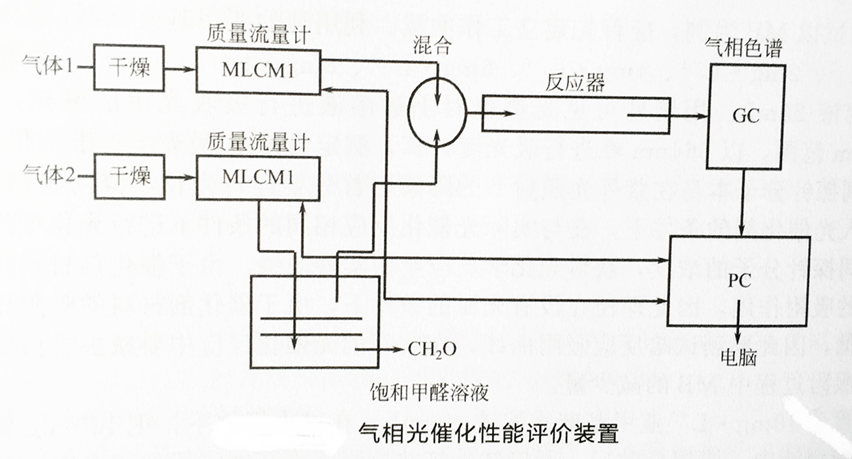 质量流量计
气体1
干燥
MLCM1
混合
反应器
气相色谱
GC
质量流量计
气体2
干燥
MLCM1
PC
电脑
CH₂O
饱和甲醛溶液
气相光催化性能评价装置